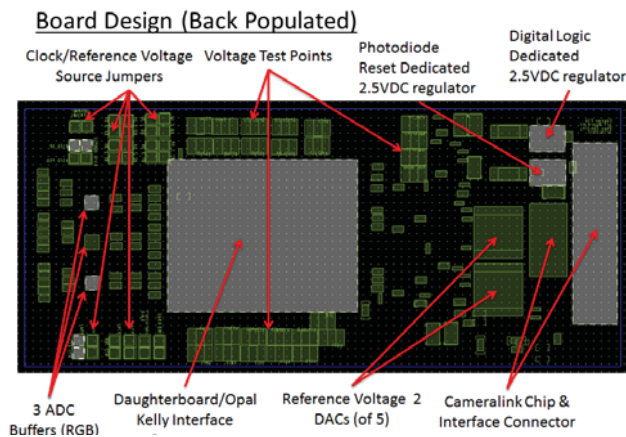 Board Design (Back Populated)
Clock/Reference Voltage
Source Jumpers
Voltage Test Points
Photodiode
Reset Dedicated
2.5VDC regulator
Digital Logic
Dedicated
2.5VDC regulator
3 ADC
Buffers (RGB)
Daughterboard/Opal
Kelly Interface
Reference Voltage 2
DACs (of 5)
Cameralink Chip &
Interface Connector